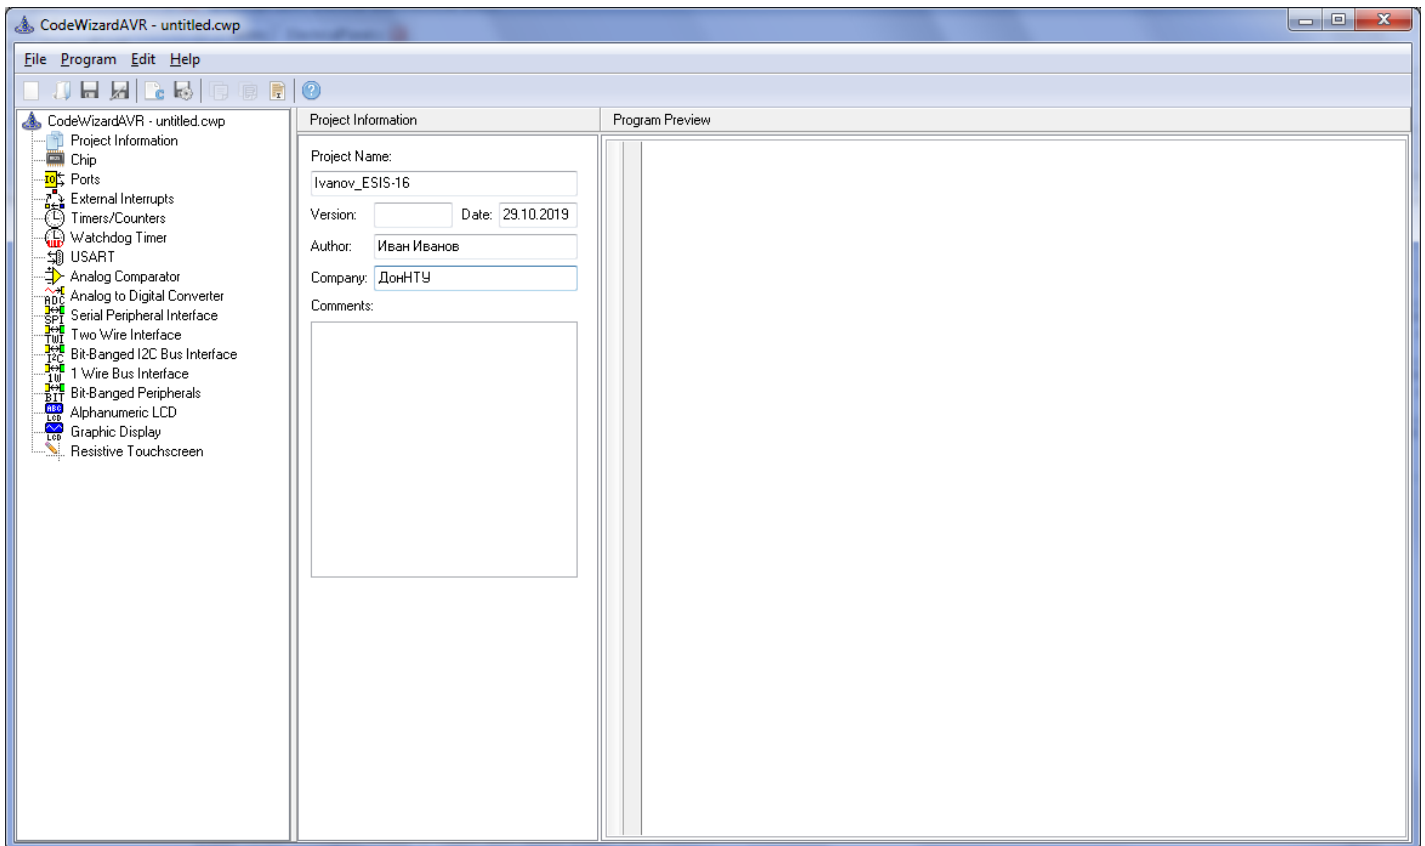 CodeWizardAVR - untitled.cwp
File Program Edit Help
CodeWizardAVR - untitled.cwp
Project Information
Chip
Ports
External Interrupts
Timers/Counters
Watchdog Timer
USART
Analog Comparator
Analog to Digital Converter
Serial Peripheral Interface
Two Wire Interface
Bit-Banged I2C Bus Interface
1 Wire Bus Interface
Bit-Banged Peripherals
Alphanumeric LCD
Graphic Display
Resistive Touchscreen
Project Information
Project Name:
Ivanov_ESIS-16
Version: Date: 29.10.2019
Author: Иван Иванов
Company: ДонНТУ
Comments:
Program Preview